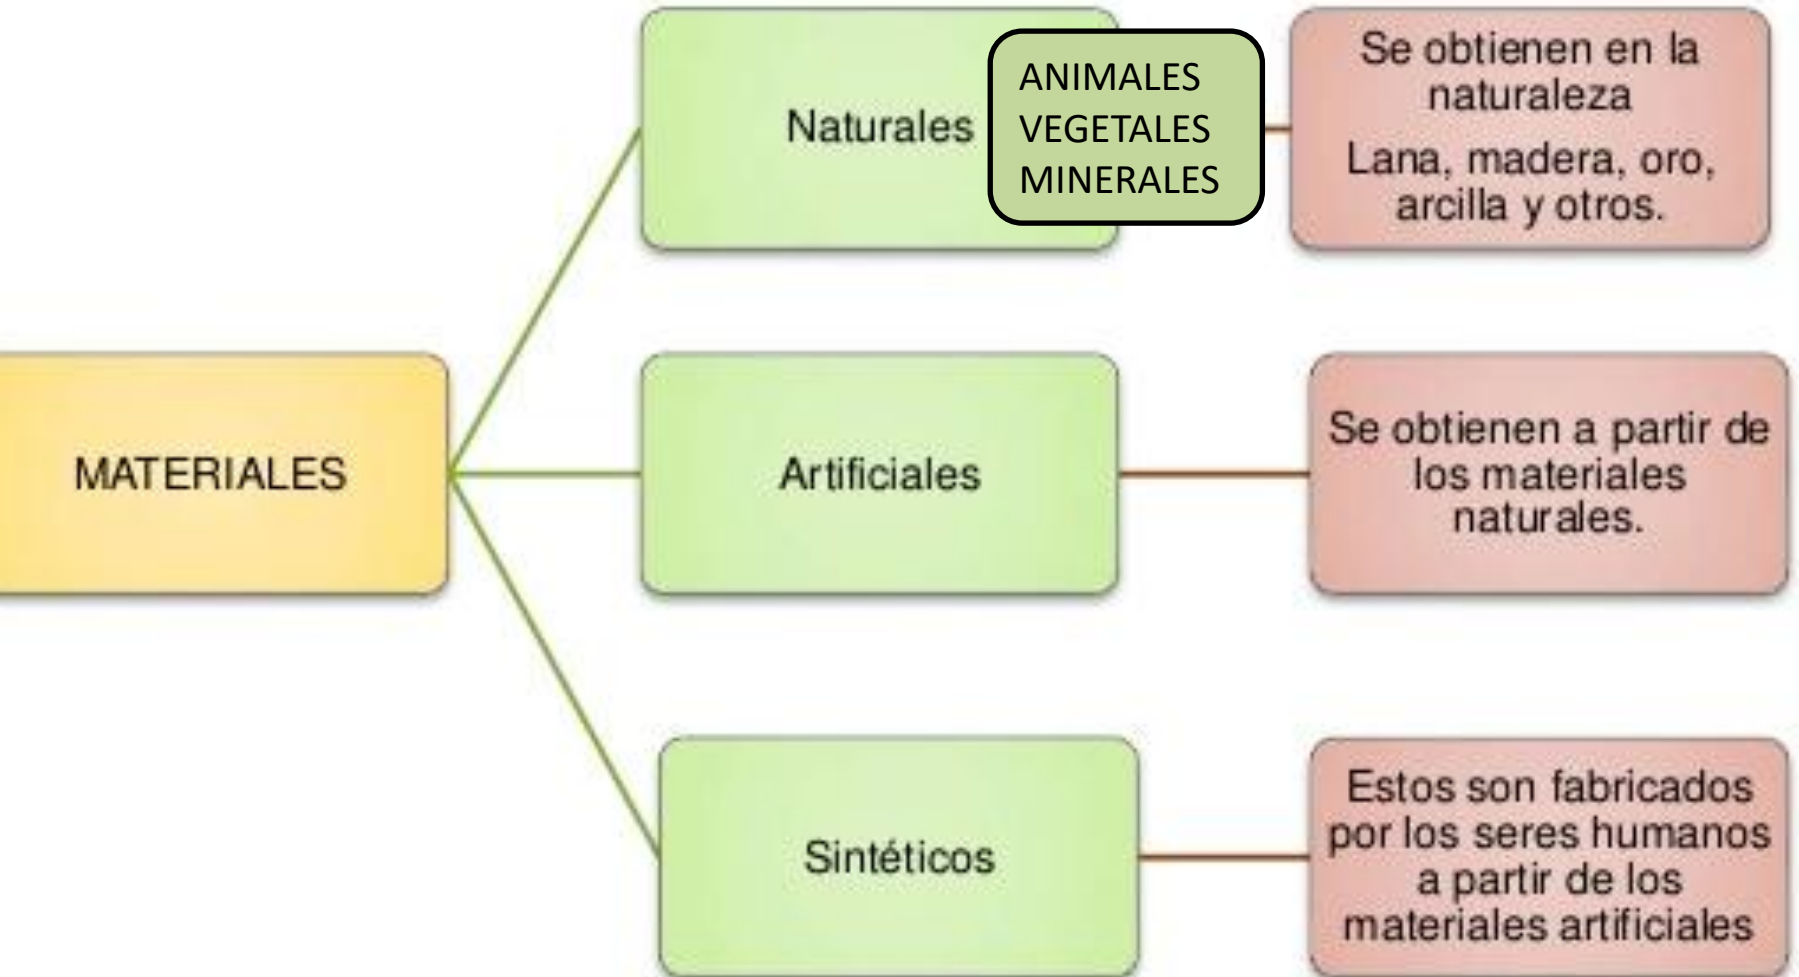 MATERIALES
Naturales
ANIMALES
VEGETALES
MINERALES
Se obtienen en la
naturaleza
Lana, madera, oro,
arcilla y otros.
Artificiales
Se obtienen a partir de
los materiales
naturales.
Sintéticos
Estos son fabricados
por los seres humanos
a partir de los
materiales artificiales